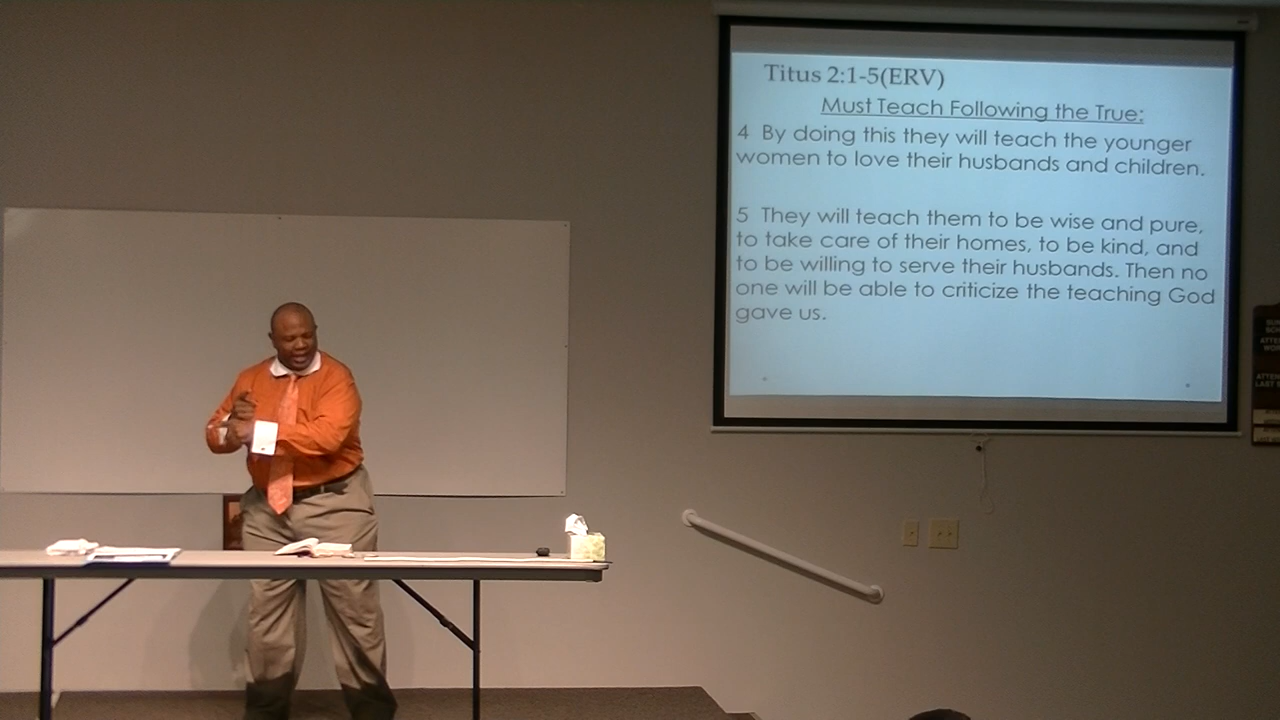 Titus 2:1-5(ERV)
Must Teach Following the True:
4 By doing this they will teach the younger
women to love their husbands and children.
5 They will teach them to be wise and pure,
to take care of their homes, to be kind, and
to be willing to serve their husbands. Then no
one will be able to criticize the teaching God
gave us.